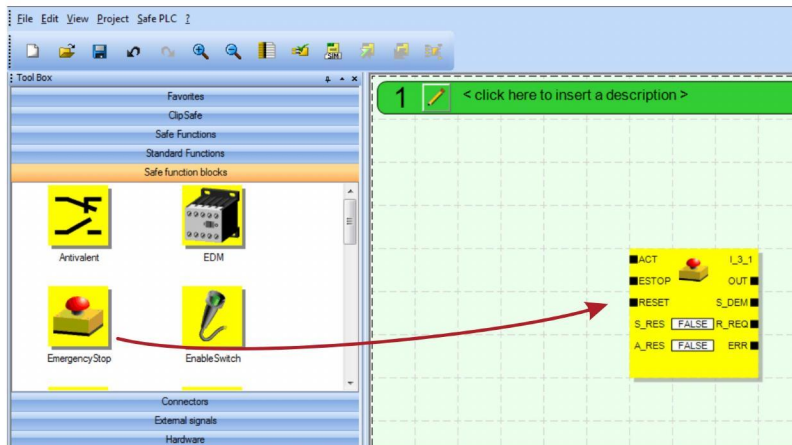 File Edit View Project Safe PLC ?
SIM
Tool Box
Favorites
ClipSafe
Safe Functions
Standard Functions
Safe function blocks
Antivalent
EDM
EmergencyStop
EnableSwitch
Connectors
External signals
Hardware
1 < click here to insert a description >
ACT I_3_1
ESTOP OUT
RESET S_DEM
S_RES FALSE R_REQ
A_RES FALSE ERR